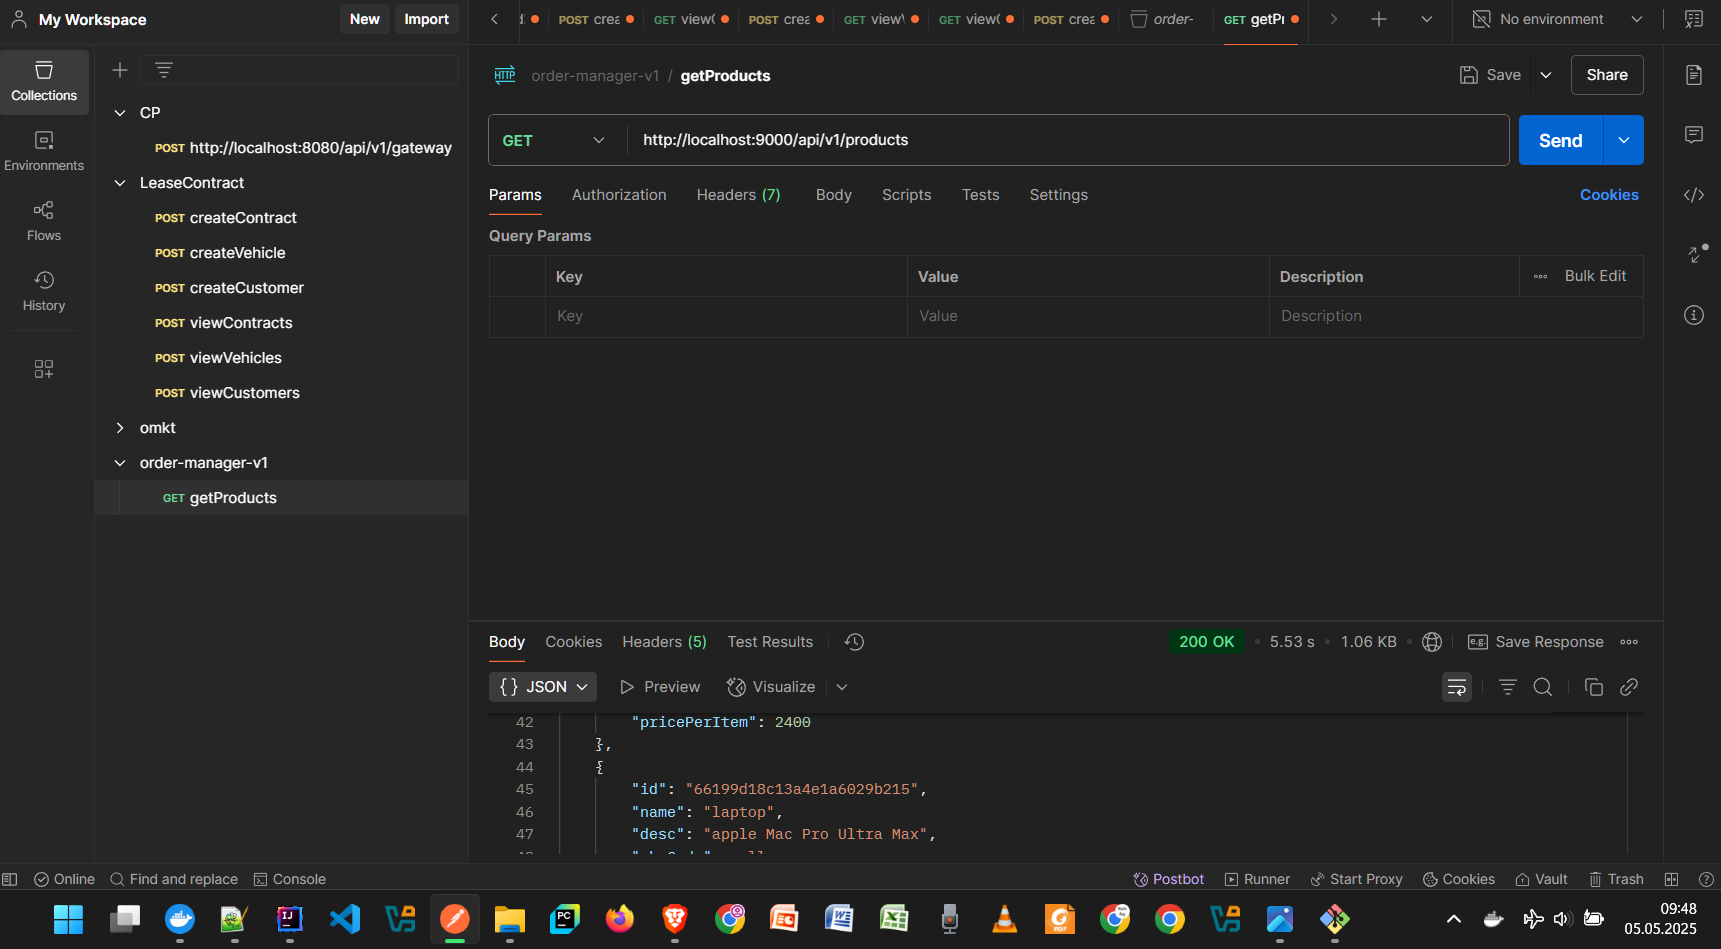 My Workspace
New
Import
POST crea
GET view(
POST crea
GET view\
GET view(
POST crea
order-
GET getPr
No environment
Collections
Environments
Flows
History
CP
POST http://localhost:8080/api/v1/gateway
LeaseContract
POST createContract
POST createVehicle
POST createCustomer
POST viewContracts
POST viewVehicles
POST viewCustomers
omkt
order-manager-v1
GET getProducts
HTTP order-manager-v1 / getProducts
Save
Share
GET
http://localhost:9000/api/v1/products
Send
Params
Authorization
Headers (7)
Body
Scripts
Tests
Settings
Cookies
Query Params
Key
Value
Description
Bulk Edit
Key
Value
Description
Body
Cookies
Headers (5)
Test Results
200 OK
5.53 s
1.06 KB
e.g. Save Response
{} JSON
Preview
Visualize
42 "pricePerItem": 2400
43 },
44 {
45 "id": "66199d18c13a4e1a6029b215",
46 "name": "laptop",
47 "desc": "apple Mac Pro Ultra Max",
Online
Find and replace
Console
Postbot
Runner
Start Proxy
Cookies
Vault
Trash
IJ
PC
PDF
09:48
05.05.2025